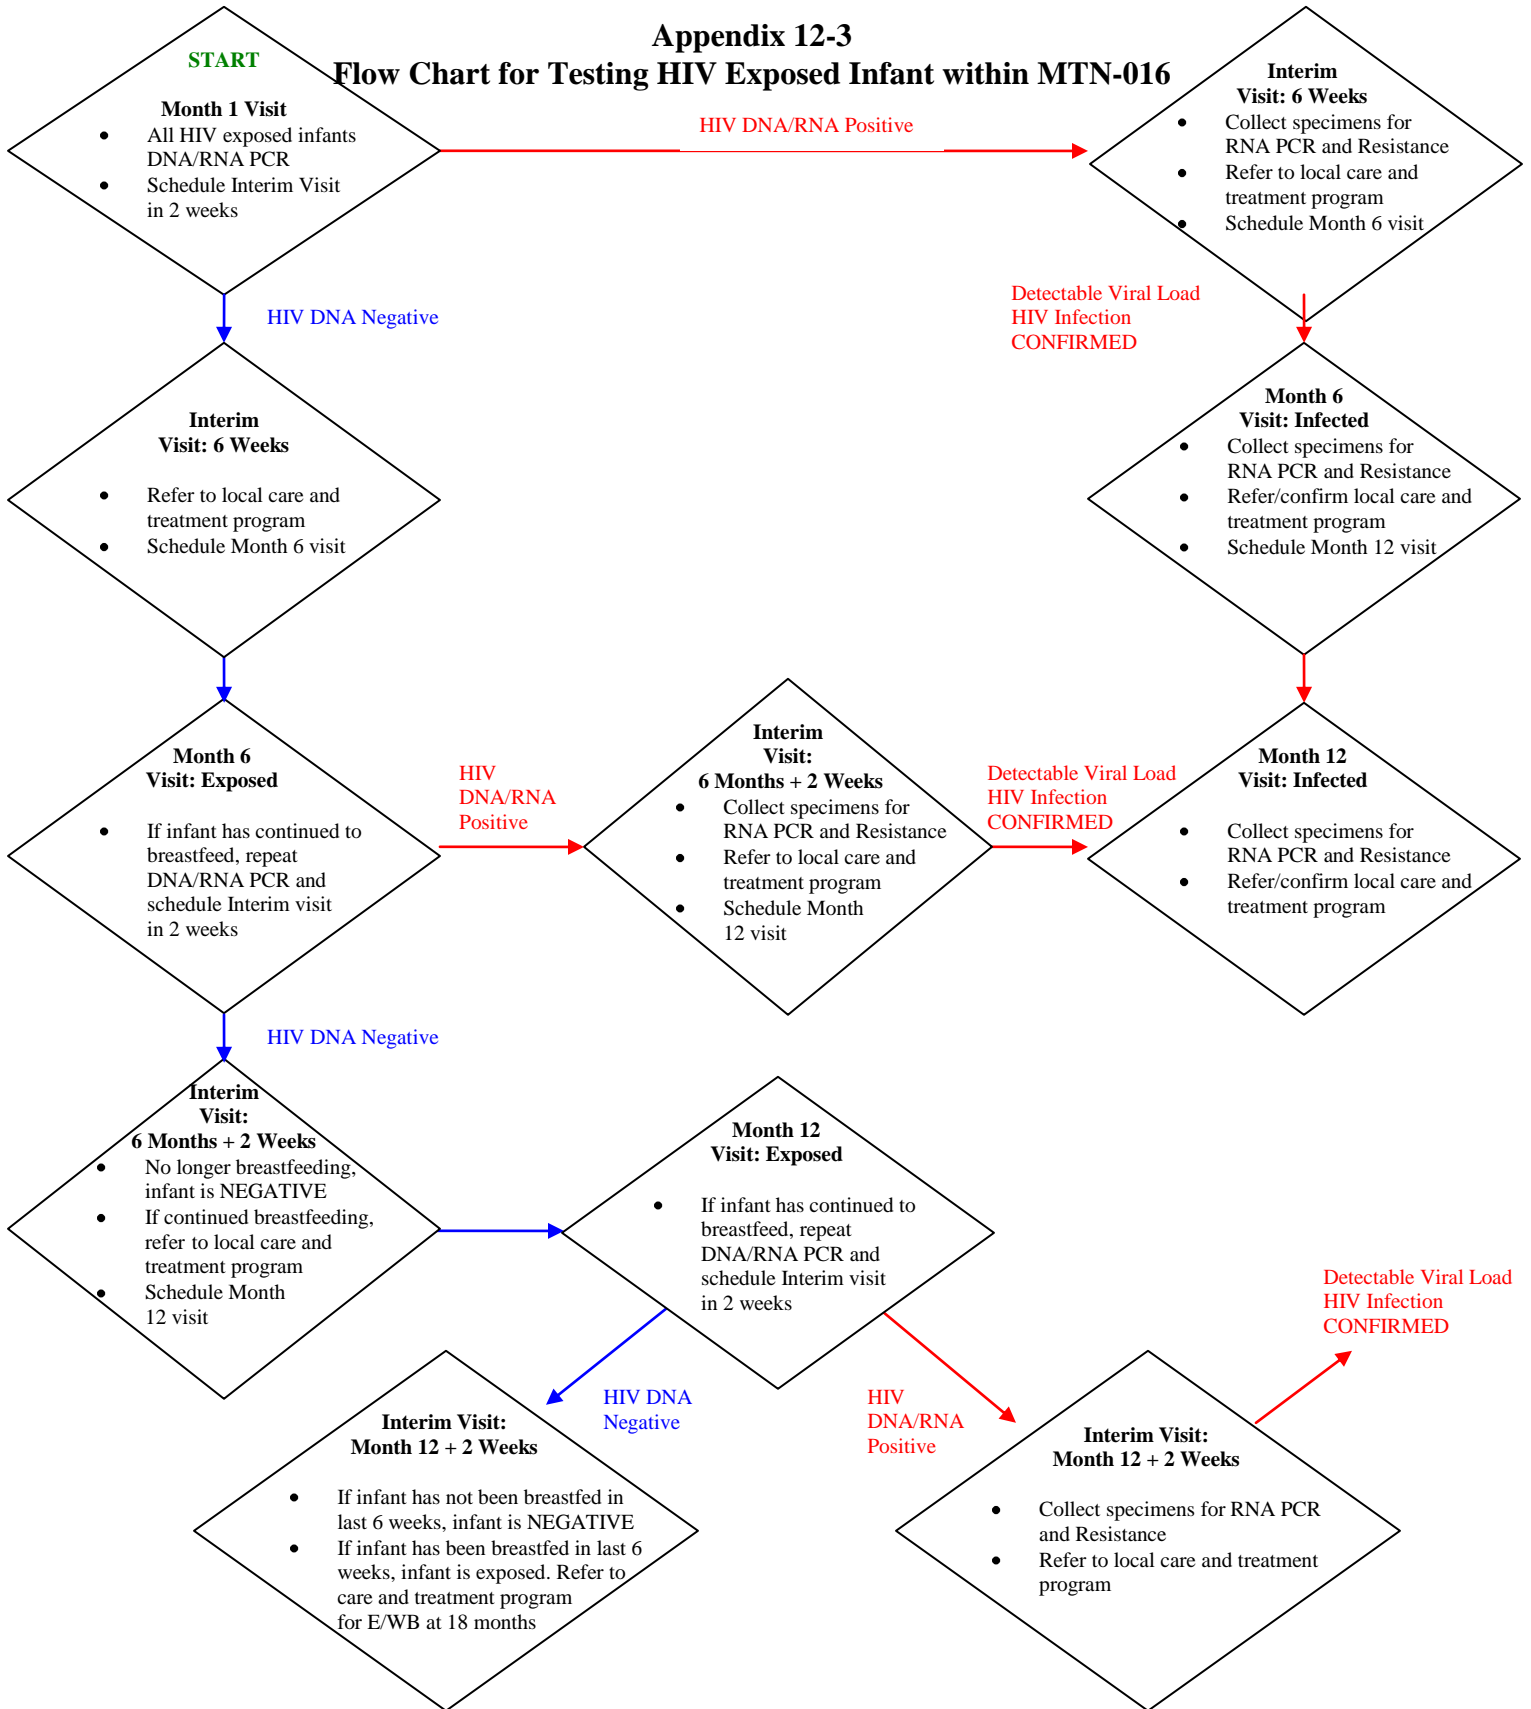 Appendix 12-3
Flow Chart for Testing HIV Exposed Infant within MTN-016
START
Month 1 Visit
• All HIV exposed infants
DNA/RNA PCR
• Schedule Interim Visit
in 2 weeks
HIV DNA/RNA Positive
Interim
Visit: 6 Weeks
• Collect specimens for
RNA PCR and Resistance
• Refer to local care and
treatment program
• Schedule Month 6 visit
HIV DNA Negative
Detectable Viral Load
HIV Infection
CONFIRMED
Interim
Visit: 6 Weeks
• Refer to local care and
treatment program
• Schedule Month 6 visit
Month 6
Visit: Infected
• Collect specimens for
RNA PCR and Resistance
• Refer/confirm local care and
treatment program
• Schedule Month 12 visit
Month 6
Visit: Exposed
• If infant has continued to
breastfeed, repeat
DNA/RNA PCR and
schedule Interim visit
in 2 weeks
HIV
DNA/RNA
Positive
Interim
Visit:
6 Months + 2 Weeks
• Collect specimens for
RNA PCR and Resistance
• Refer to local care and
treatment program
• Schedule Month
12 visit
Detectable Viral Load
HIV Infection
CONFIRMED
Month 12
Visit: Infected
• Collect specimens for
RNA PCR and Resistance
• Refer/confirm local care and
treatment program
HIV DNA Negative
Interim
Visit:
6 Months + 2 Weeks
• No longer breastfeeding,
infant is NEGATIVE
• If continued breastfeeding,
refer to local care and
treatment program
• Schedule Month
12 visit
Month 12
Visit: Exposed
• If infant has continued to
breastfeed, repeat
DNA/RNA PCR and
schedule Interim visit
in 2 weeks
HIV DNA
Negative
HIV
DNA/RNA
Positive
Detectable Viral Load
HIV Infection
CONFIRMED
Interim Visit:
Month 12 + 2 Weeks
• If infant has not been breastfed in
last 6 weeks, infant is NEGATIVE
• If infant has been breastfed in last 6
weeks, infant is exposed. Refer to
care and treatment program
for E/WB at 18 months
Interim Visit:
Month 12 + 2 Weeks
• Collect specimens for RNA PCR
and Resistance
• Refer to local care and treatment
program